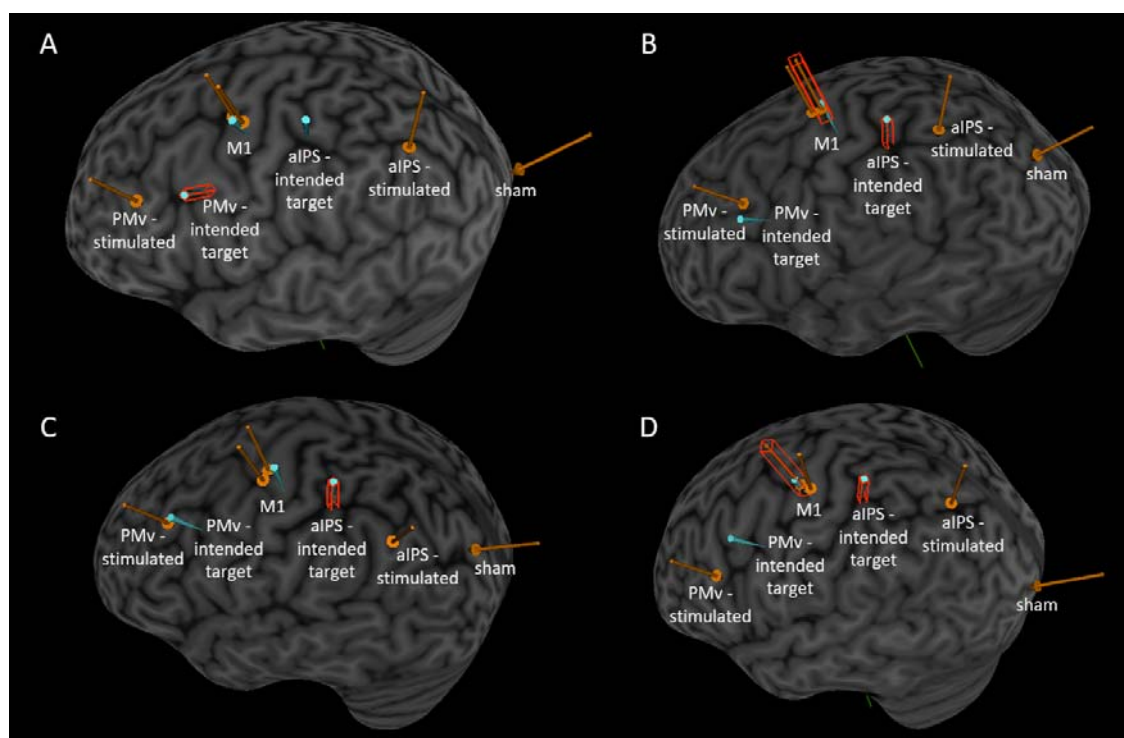 A
M1
aIPS -
intended
target
aIPS -
stimulated
sham
PMv -
stimulated
PMv -
intended
target
B
M1
aIPS -
intended
target
aIPS -
stimulated
sham
PMv -
stimulated
PMv -
intended
target
C
M1
PMv -
stimulated
PMv -
intended
target
aIPS -
intended
target
aIPS -
stimulated
sham
D
M1
aIPS -
intended
target
aIPS -
stimulated
PMv -
intended
target
PMv -
stimulated
sham